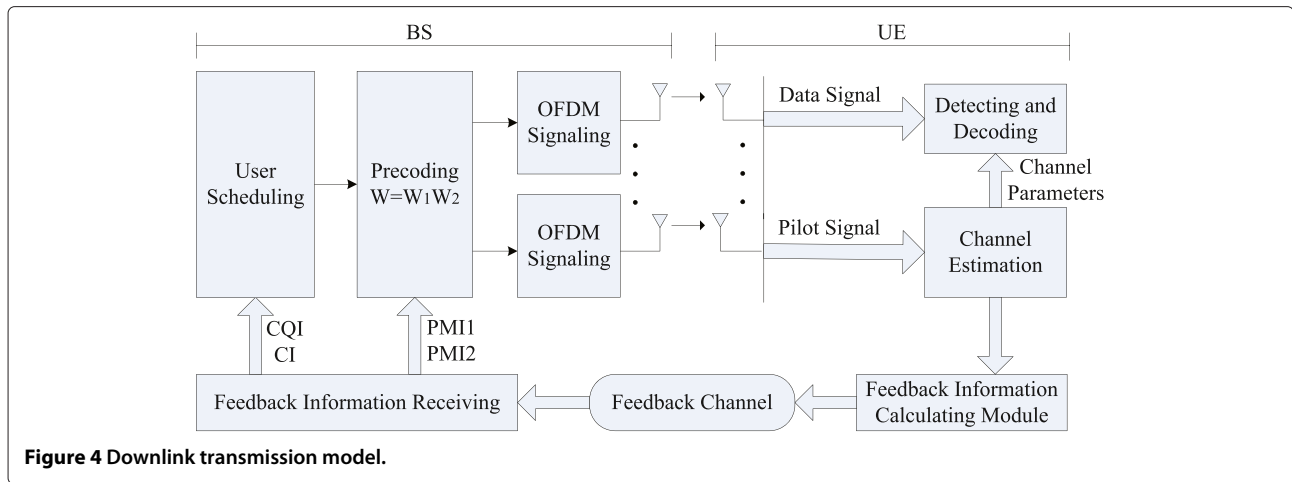 BS
UE
User
Scheduling
Precoding
W=W1W2
OFDM
Signaling
OFDM
Signaling
Data Signal
Detecting and
Decoding
Channel
Parameters
Pilot Signal
Channel
Estimation
CQI
CI
PMI1
PMI2
Feedback Information Receiving
Feedback Channel
Feedback Information
Calculating Module
Figure 4 Downlink transmission model.